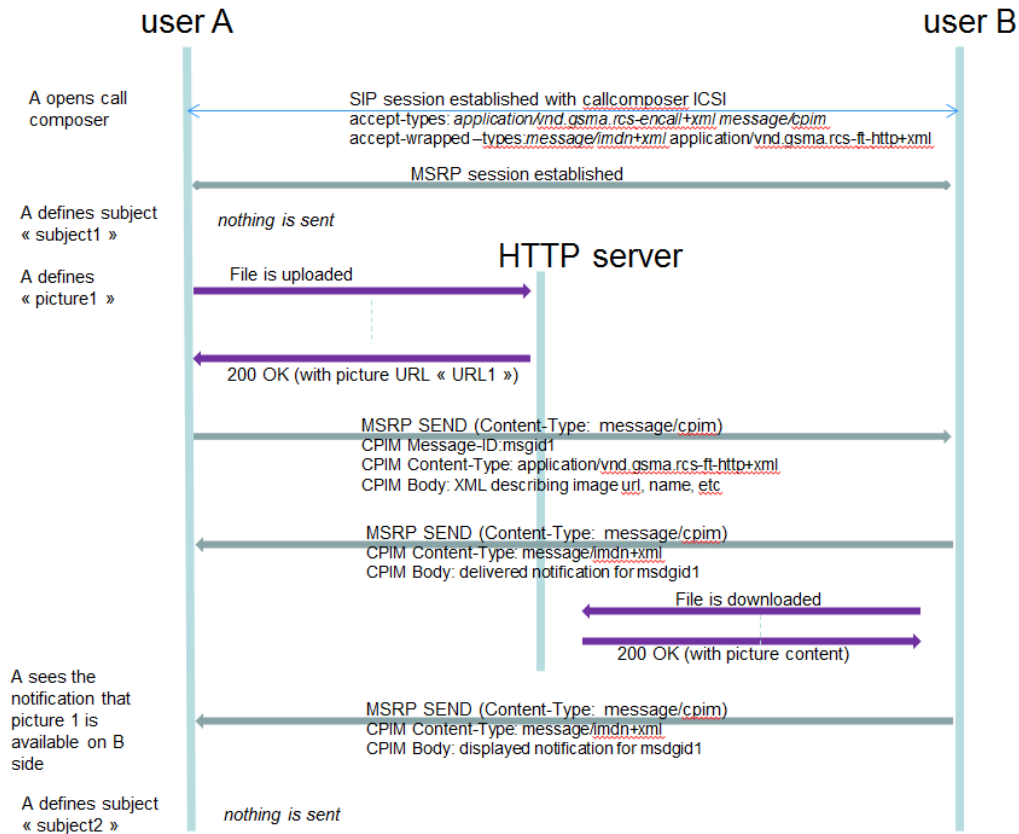 user A
user B
A opens call
composer
SIP session established with callcomposer ICSI
accept-types: application/vnd.gsma.rcs-encall+xml message/cpim
accept-wrapped –types:message/imdn+xml application/vnd.gsma.rcs-ft-http+xml
MSRP session established
A defines subject
« subject1 »
nothing is sent
HTTP server
A defines
« picture1 »
File is uploaded
200 OK (with picture URL « URL1 »)
MSRP SEND (Content-Type: message/cpim)
CPIM Message-ID:msgid1
CPIM Content-Type: application/vnd.gsma.rcs-ft-http+xml
CPIM Body: XML describing image url, name, etc
MSRP SEND (Content-Type: message/cpim)
CPIM Content-Type: message/imdn+xml
CPIM Body: delivered notification for msdgid1
File is downloaded
200 OK (with picture content)
A sees the
notification that
picture 1 is
available on B
side
MSRP SEND (Content-Type: message/cpim)
CPIM Content-Type: message/imdn+xml
CPIM Body: displayed notification for msdgid1
A defines subject
« subject2 »
nothing is sent